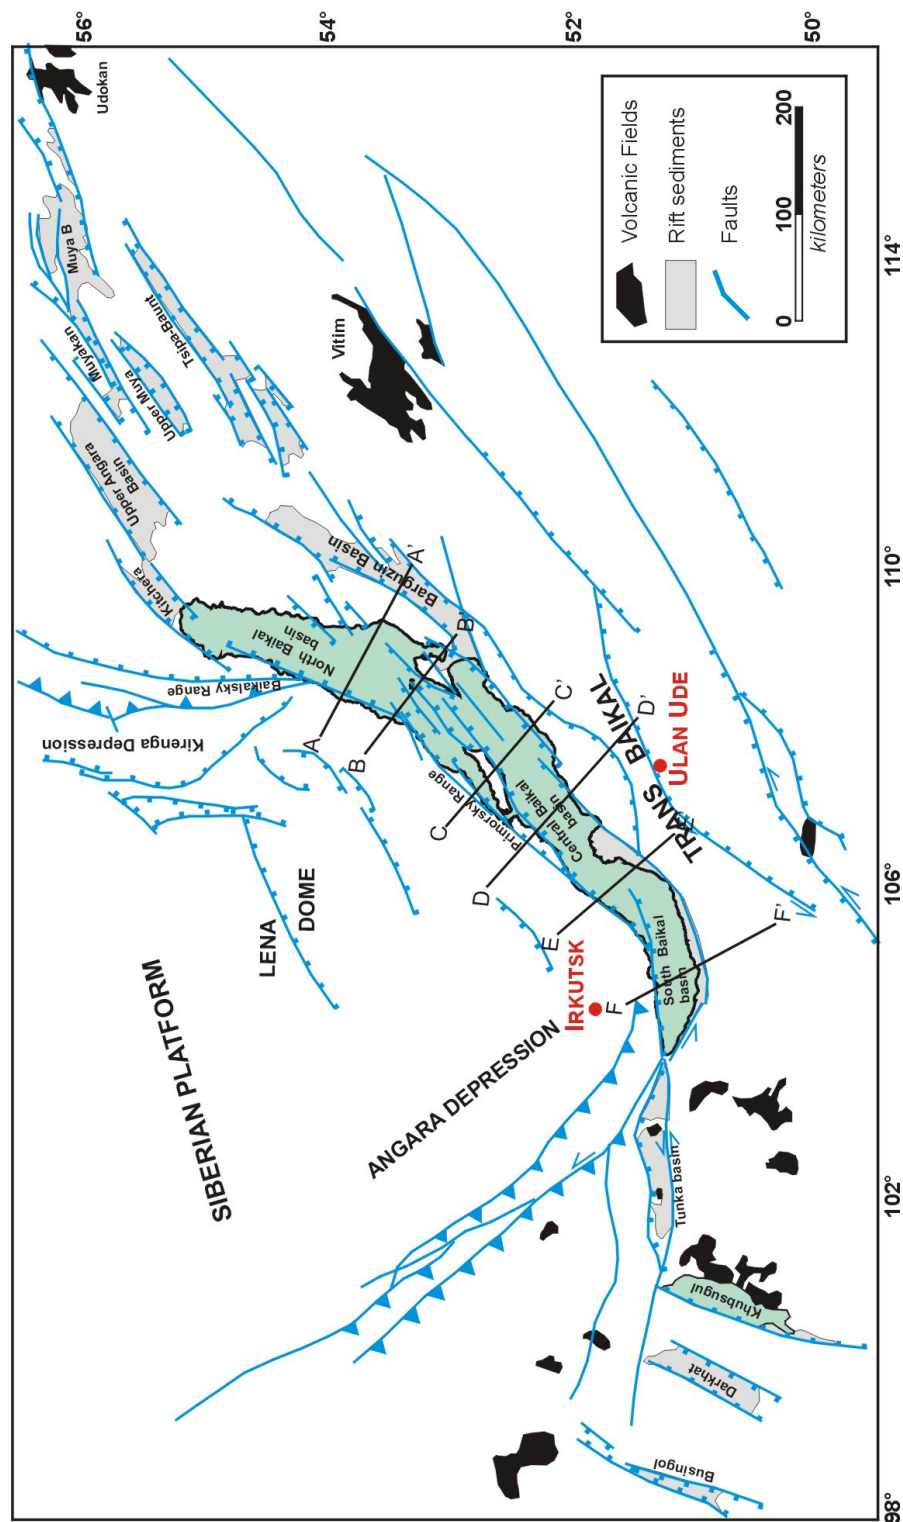 56°
54°
52°
50°
98°
102°
106°
110°
114°
SIBERIAN PLATFORM
LENA
DOME
ANGARA DEPRESSION
IRKUTSK
ULAN UDE
TRANS BAIKAL
Kirenga Depression
Baikalsky Range
Primorsky Range
Kitchera
North Baikal
basin
Central Baikal
basin
South Baikal
basin
Barguzin Basin
Upper Angara
Basin
Muyakan
Upper Muya
Muya B
Tsipa-Baunt
Udokan
Vitim
Tunka basin
Khubsugul
Darkhat
Busingol
A
A'
B
B'
C
C'
D
D'
E
F
F'
Volcanic Fields
Rift sediments
Faults
0
100
200
kilometers